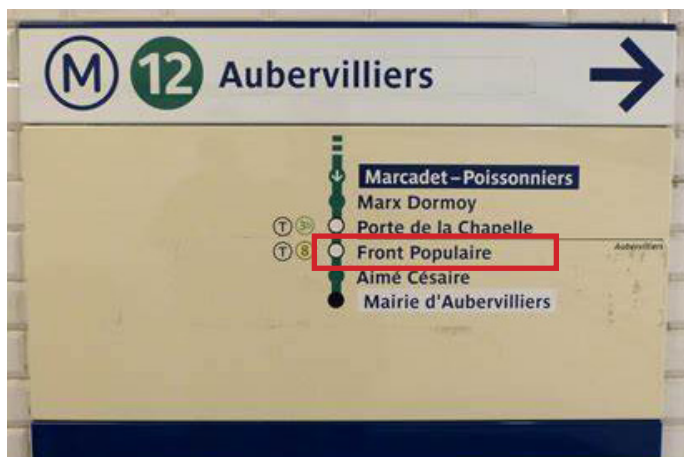 M 12 Aubervilliers
Marcadet–Poissonniers
Marx Dormoy
T 3b Porte de la Chapelle
Aubervilliers
T 8 Front Populaire
Aimé Césaire
Mairie d'Aubervilliers